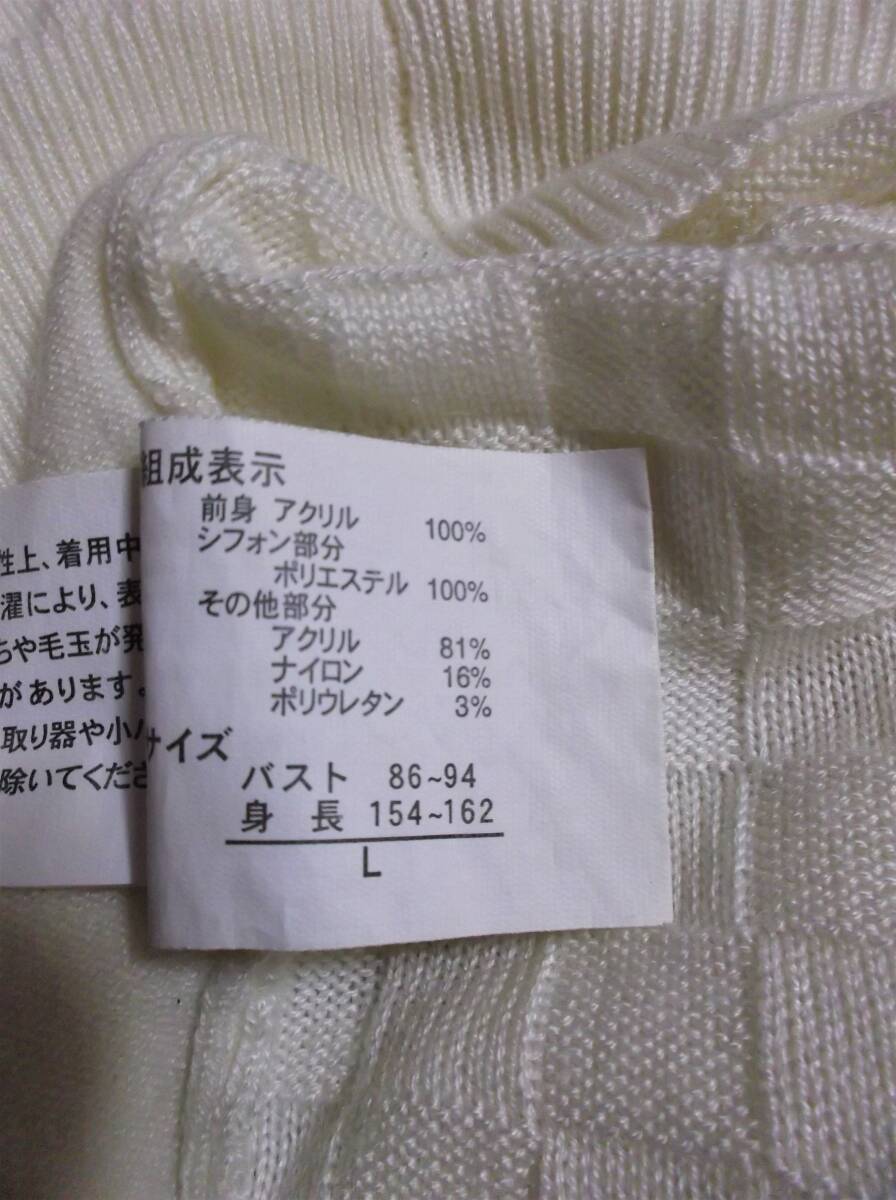 組成表示
前身 アクリル 100%
シフォン部分
ポリエステル 100%
その他部分
アクリル 81%
ナイロン 16%
ポリウレタン 3%
サイズ
バスト 86~94
身長 154~162
L
性上、着用中
濯により、表
ちや毛玉が発
があります。
取り器や小ハ
除いてくださ